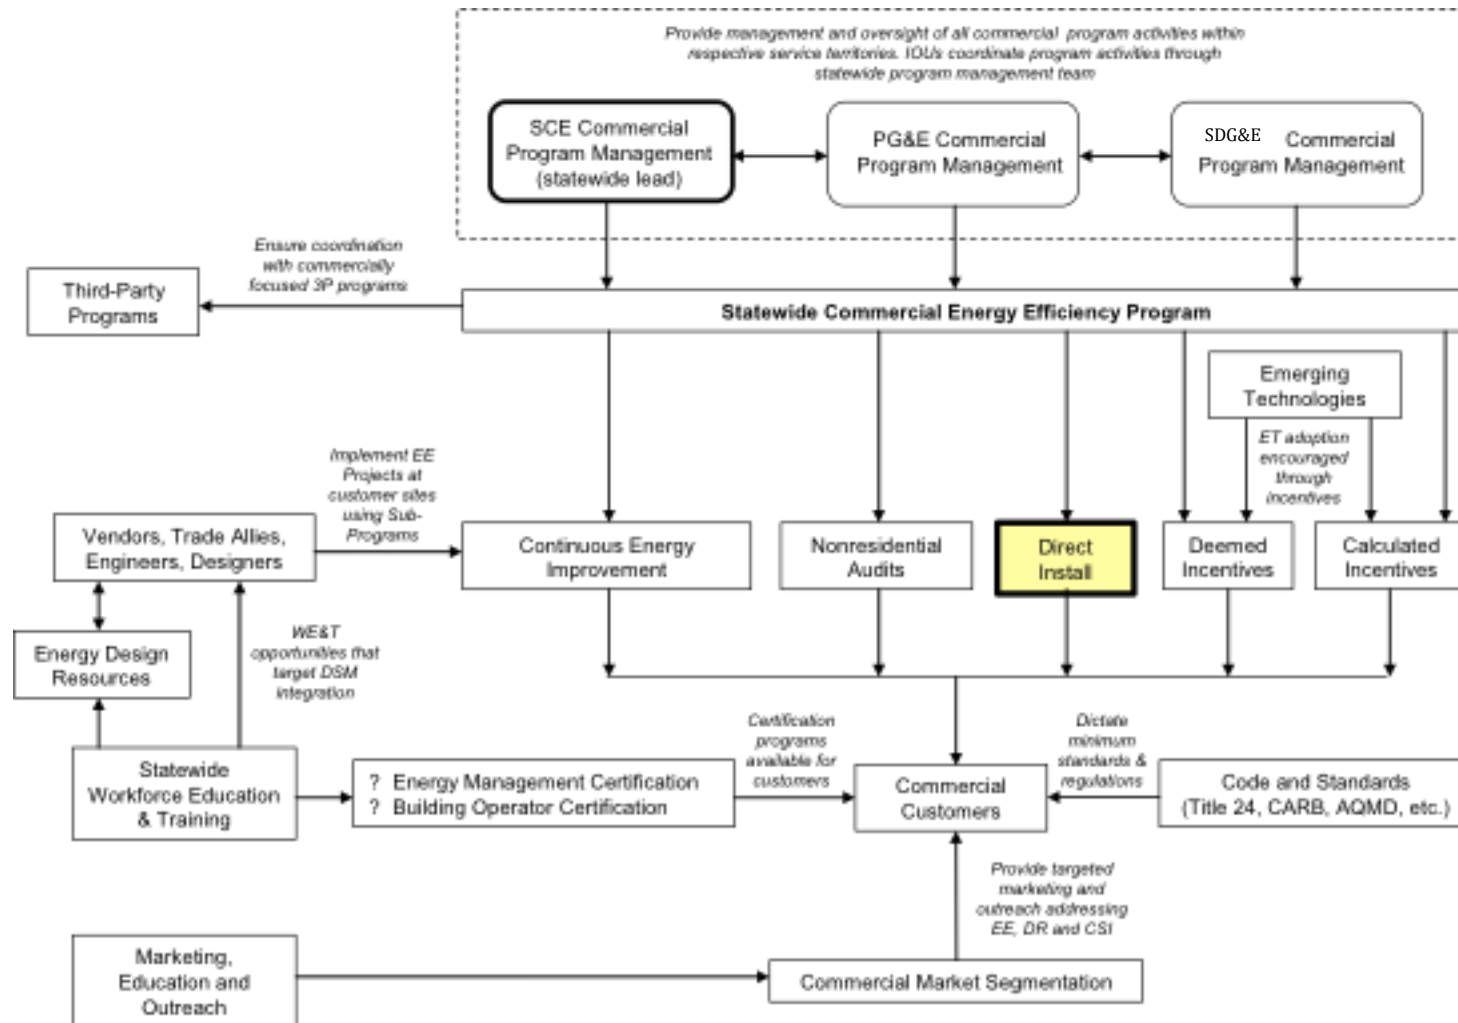 Provide management and oversight of all commercial program activities within
respective service territories. IOUs coordinate program activities through
statewide program management team
SCE Commercial
Program Management
(statewide lead)
PG&E Commercial
Program Management
SDG&E Commercial
Program Management
Ensure coordination
with commercially
focused 3P programs
Third-Party
Programs
Statewide Commercial Energy Efficiency Program
Emerging
Technologies
ET adoption
encouraged
through
incentives
Implement EE
Projects at
customer sites
using Sub-
Programs
Vendors, Trade Allies,
Engineers, Designers
Continuous Energy
Improvement
Nonresidential
Audits
Direct
Install
Deemed
Incentives
Calculated
Incentives
Energy Design
Resources
WE&T
opportunities that
target DSM
integration
Statewide
Workforce Education
& Training
? Energy Management Certification
? Building Operator Certification
Certification
programs
available for
customers
Commercial
Customers
Dictate
minimum
standards &
regulations
Code and Standards
(Title 24, CARB, AQMD, etc.)
Provide targeted
marketing and
outreach addressing
EE, DR and CSI
Marketing,
Education and
Outreach
Commercial Market Segmentation